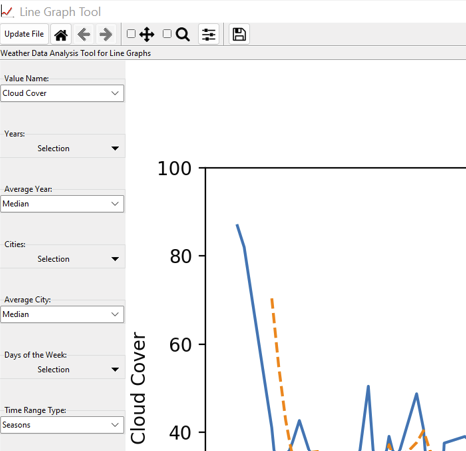 Line Graph Tool
Update File
Weather Data Analysis Tool for Line Graphs
Value Name:
Cloud Cover
Years:
Selection
Average Year:
Median
Cities:
Selection
Average City:
Median
Days of the Week:
Selection
Time Range Type:
Seasons
100
80
60
40
Cloud Cover